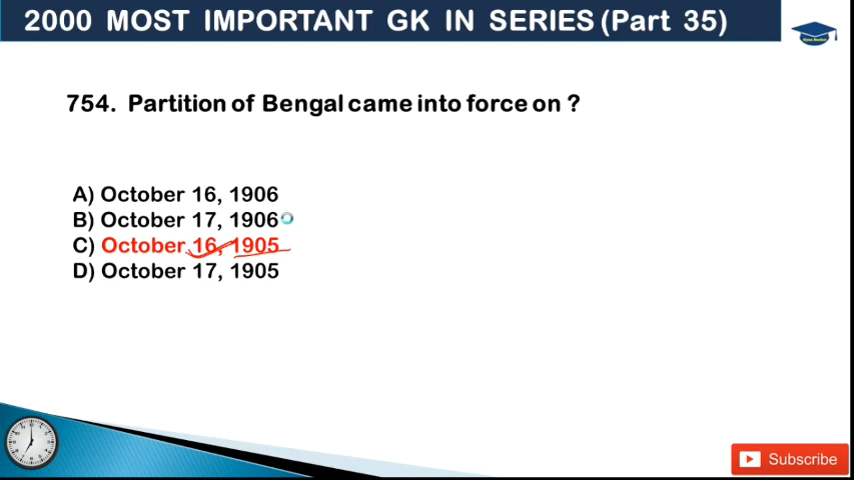 2000 MOST IMPORTANT GK IN SERIES (Part 35)
754. Partition of Bengal came into force on ?
A) October 16, 1906
B) October 17, 1906
C) October 16, 1905
D) October 17, 1905
Subscribe